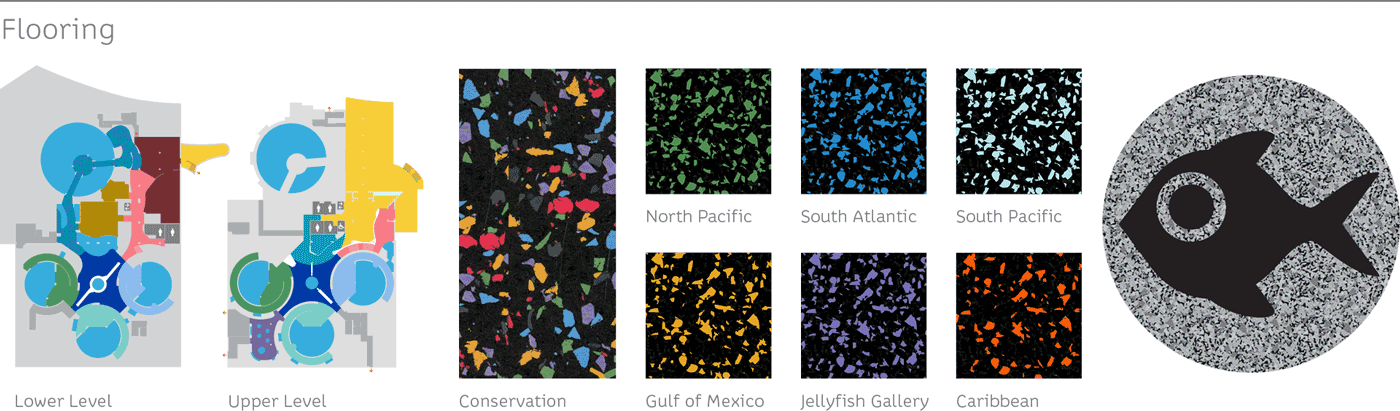 Flooring
North Pacific
South Atlantic
South Pacific
Lower Level
Upper Level
Conservation
Gulf of Mexico
Jellyfish Gallery
Caribbean